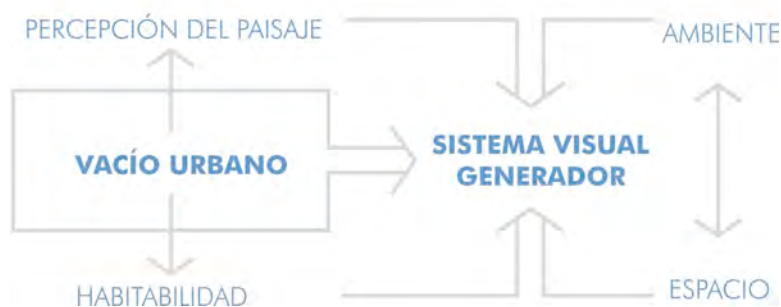 PERCEPCIÓN DEL PAISAJE
AMBIENTE
VACÍO URBANO
SISTEMA VISUAL
GENERADOR
HABITABILIDAD
ESPACIO